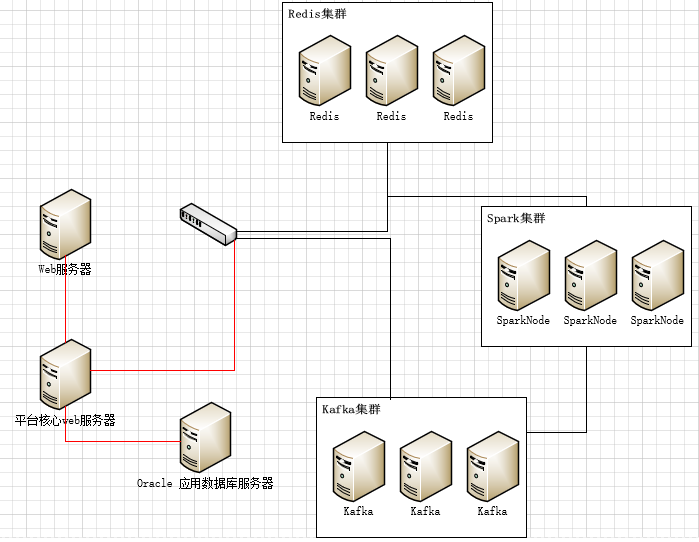 Redis集群
Redis
Redis
Redis
Spark集群
SparkNode
SparkNode
SparkNode
Web服务器
平台核心web服务器
Oracle 应用数据库服务器
Kafka集群
Kafka
Kafka
Kafka